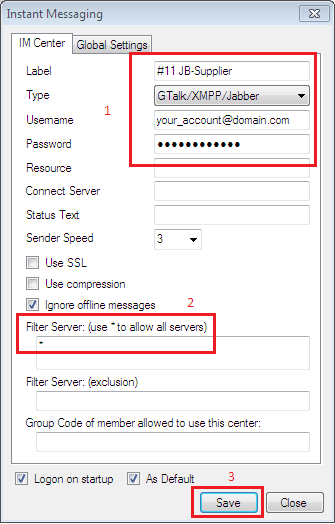 Instant Messaging
IM Center Global Settings
Label #11 JB-Supplier
Type GTalk/XMPP/Jabber
1
Username your_account@domain.com
Password ●●●●●●●●●●●●
Resource
Connect Server
Status Text
Sender Speed 3
Use SSL
Use compression
Ignore offline messages 2
Filter Server: (use * to allow all servers)
*
Filter Server: (exclusion)
Group Code of member allowed to use this center:
Logon on startup As Default 3
Save Close